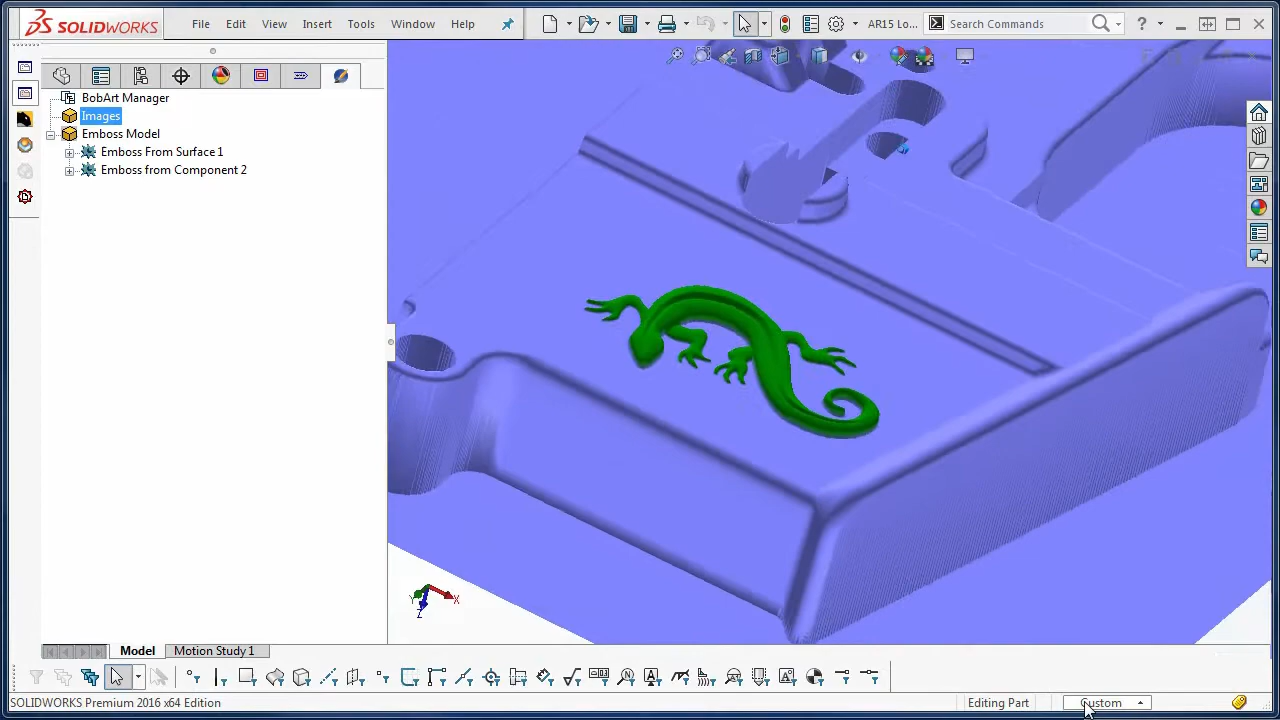 SOLIDWORKS File Edit View Insert Tools Window Help AR15 Lo... Search Commands ?
BobArt Manager
Images
Emboss Model
Emboss From Surface 1
Emboss from Component 2
Y X
Z
Model Motion Study 1
SOLIDWORKS Premium 2016 x64 Edition Editing Part Custom